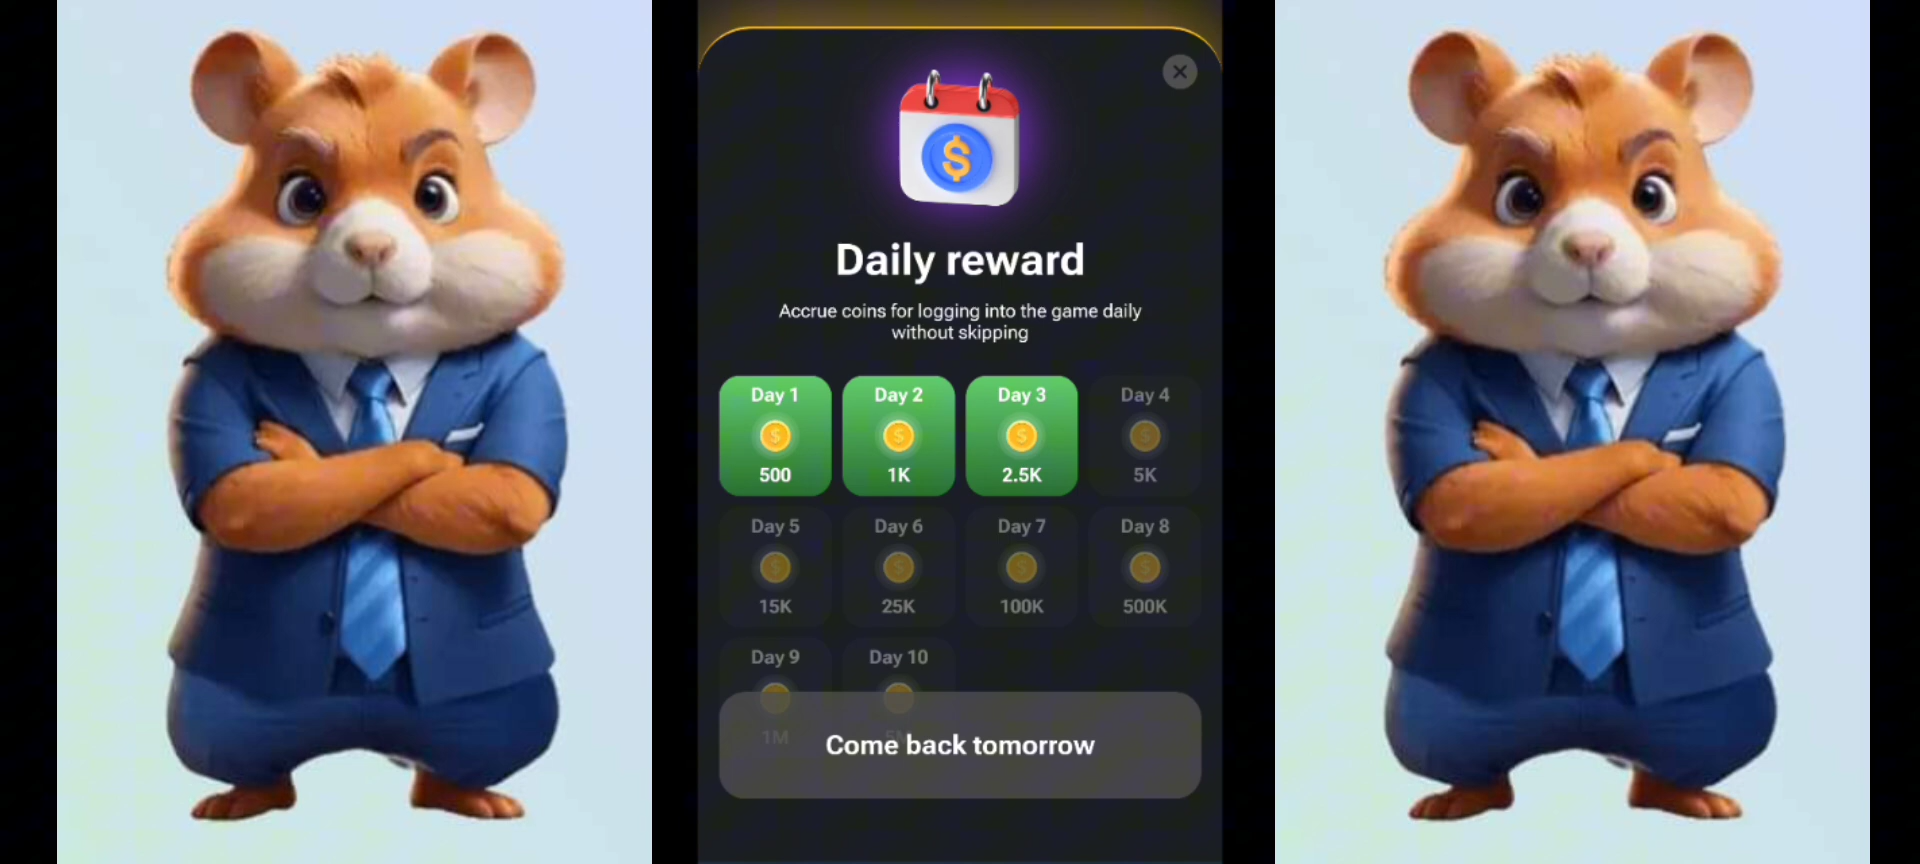 Daily reward
Accrue coins for logging into the game daily
without skipping
Day 1
500
Day 2
1K
Day 3
2.5K
Day 4
5K
Day 5
15K
Day 6
25K
Day 7
100K
Day 8
500K
Day 9
1M
Day 10
Come back tomorrow